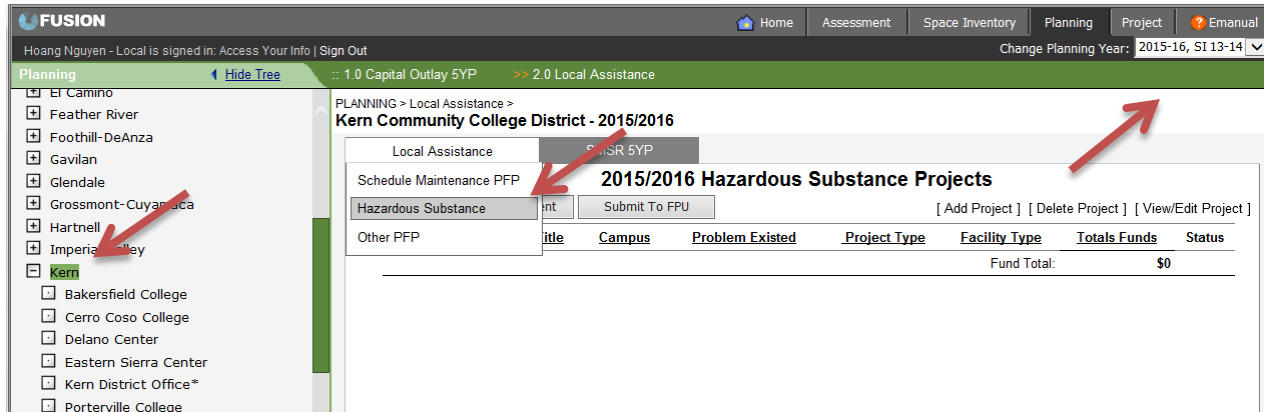 FUSION
Home Assessment Space Inventory Planning Project Emanual
Hoang Nguyen - Local is signed in: Access Your Info | Sign Out
Change Planning Year: 2015-16, SI 13-14
Planning Hide Tree :: 1.0 Capital Outlay 5YP >> 2.0 Local Assistance
El Camino
Feather River
Foothill-DeAnza
Gavilan
Glendale
Grossmont-Cuyamaca
Hartnell
Imperial Valley
Kern
Bakersfield College
Cerro Coso College
Delano Center
Eastern Sierra Center
Kern District Office*
Porterville College
PLANNING > Local Assistance >
Kern Community College District - 2015/2016
Local Assistance SMSR 5YP
Schedule Maintenance PFP
Hazardous Substance
Other PFP
2015/2016 Hazardous Substance Projects
Submit To FPU [ Add Project ] [ Delete Project ] [ View/Edit Project ]
Title Campus Problem Existed Project Type Facility Type Totals Funds Status
Fund Total: $0